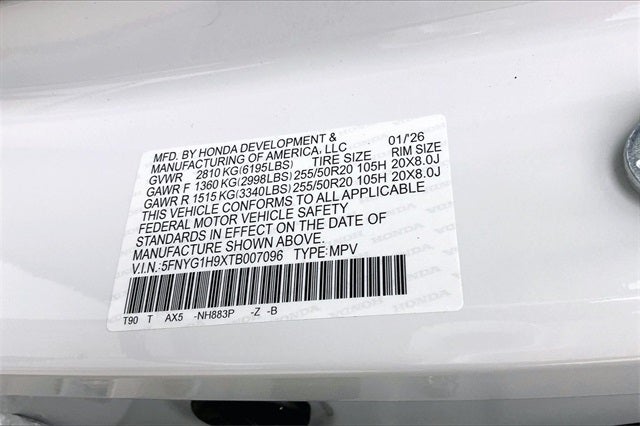 MFD. BY HONDA DEVELOPMENT & 01/'26
MANUFACTURING OF AMERICA, LLC
GVWR 2810 KG(6195LBS) TIRE SIZE RIM SIZE
GAWR F 1360 KG(2998LBS) 255/50R20 105H 20X8.0J
GAWR R 1515 KG(3340LBS) 255/50R20 105H 20X8.0J
THIS VEHICLE CONFORMS TO ALL APPLICABLE
FEDERAL MOTOR VEHICLE SAFETY
STANDARDS IN EFFECT ON THE DATE OF
MANUFACTURE SHOWN ABOVE.
V.I.N.:5FNYG1H9XTB007096 TYPE:MPV
T90 T AX5 -NH883P -Z -B